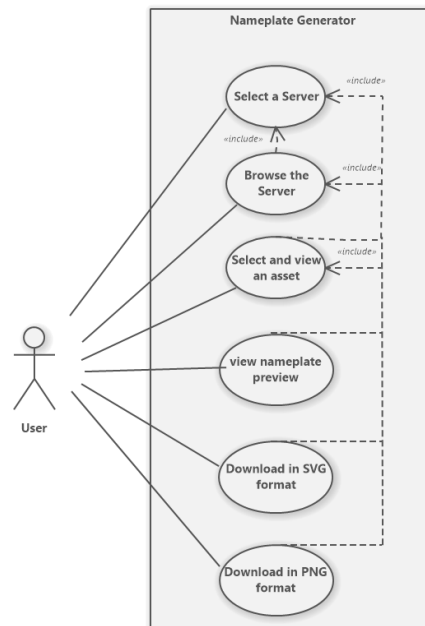 Nameplate Generator
«include»
Select a Server
«include»
«include»
Browse the
Server
Select and view
an asset
«include»
view nameplate
preview
User
Download in SVG
format
Download in PNG
format